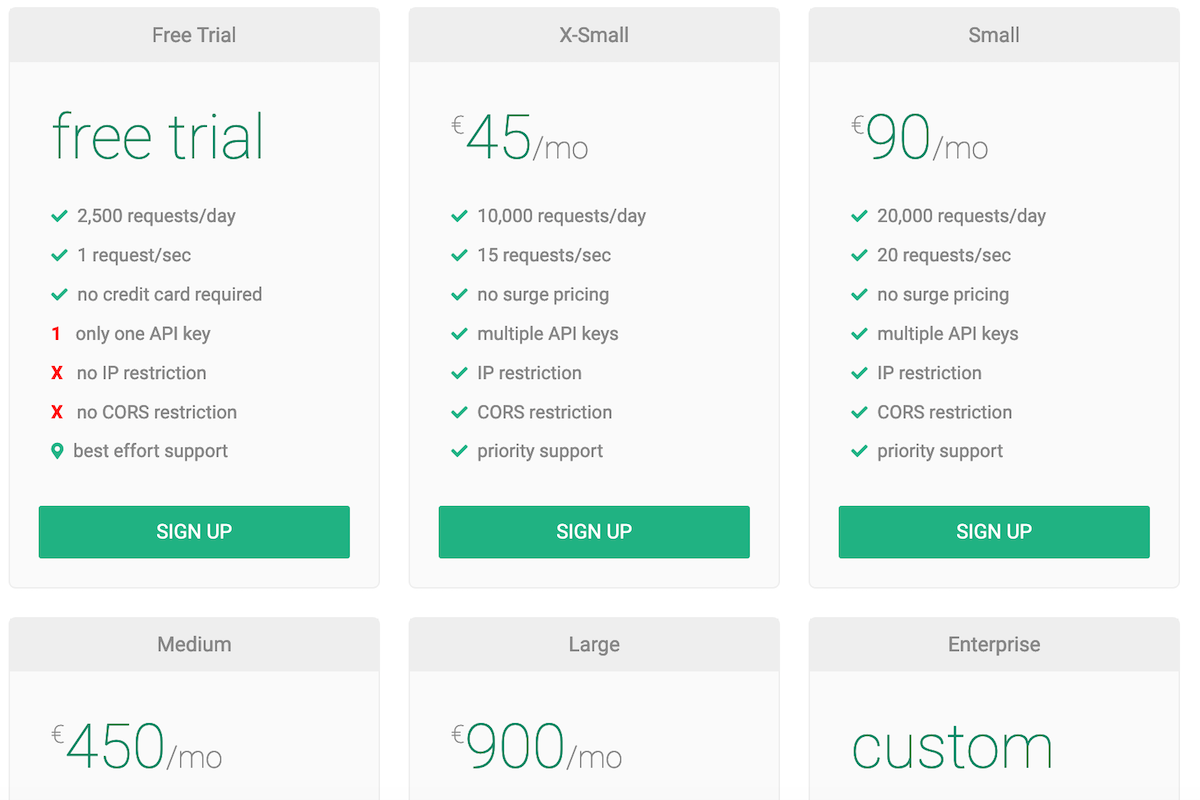 Free Trial
free trial
2,500 requests/day
1 request/sec
no credit card required
1 only one API key
X no IP restriction
X no CORS restriction
best effort support
SIGN UP
X-Small
€45/mo
10,000 requests/day
15 requests/sec
no surge pricing
multiple API keys
IP restriction
CORS restriction
priority support
SIGN UP
Small
€90/mo
20,000 requests/day
20 requests/sec
no surge pricing
multiple API keys
IP restriction
CORS restriction
priority support
SIGN UP
Medium
€450/mo
Large
€900/mo
Enterprise
custom